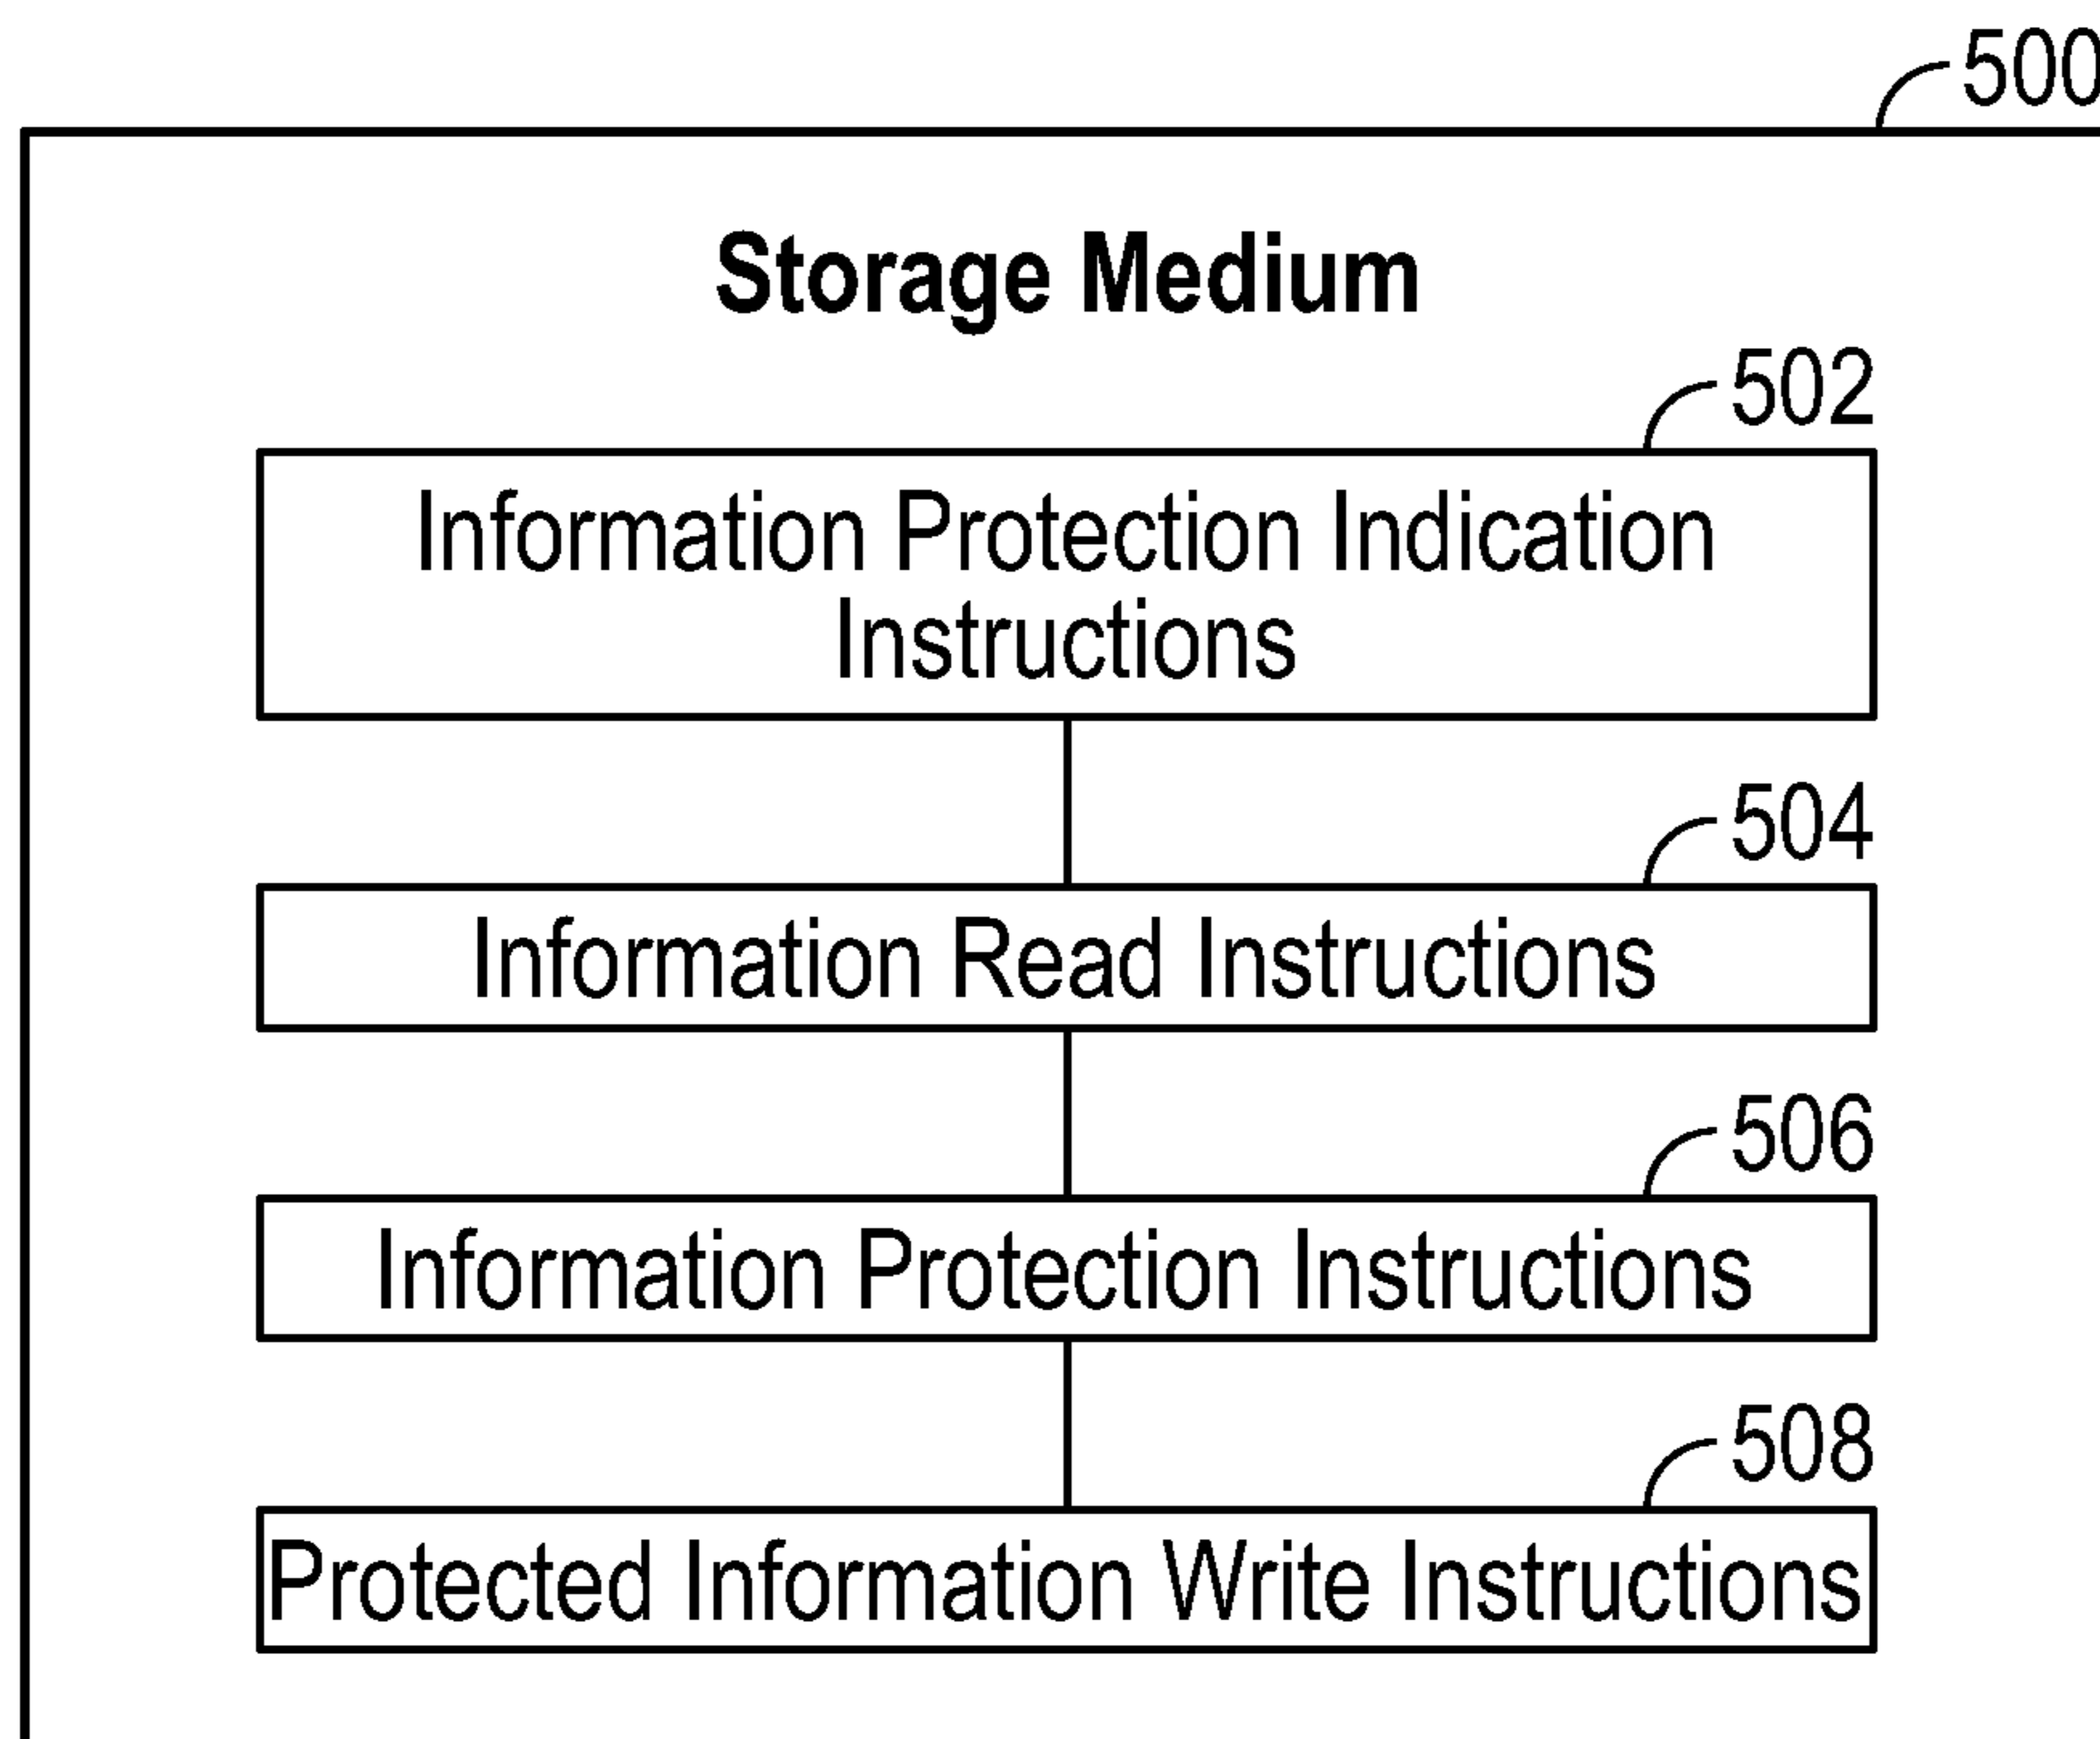 500
Storage Medium
502
Information Protection Indication
Instructions
504
Information Read Instructions
506
Information Protection Instructions
508
Protected Information Write Instructions